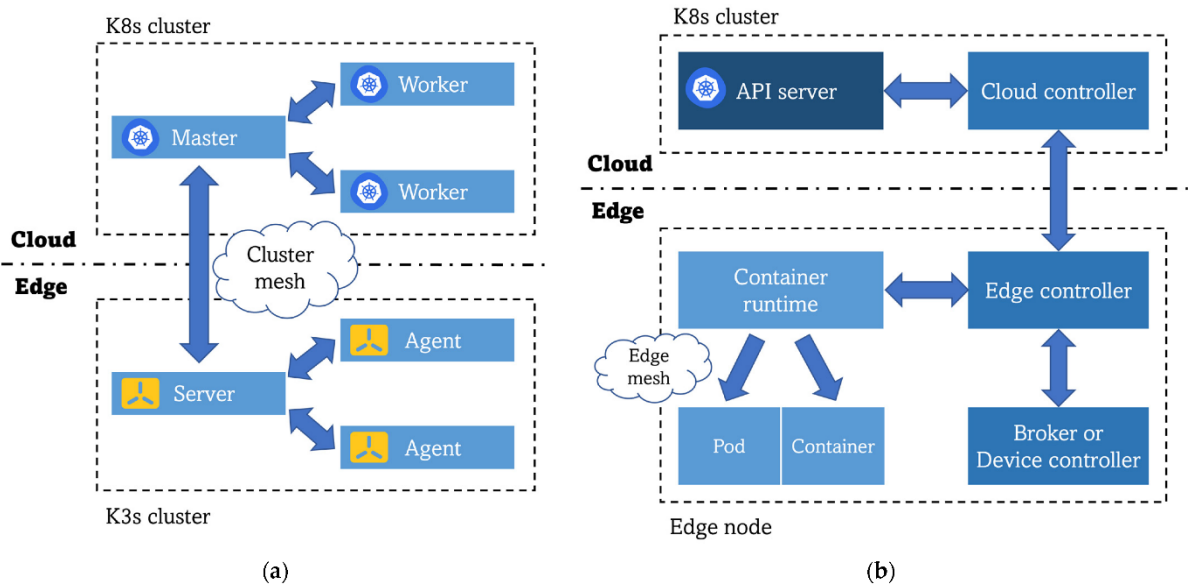 K8s cluster
Worker
Master
Worker
Cloud
Edge
Cluster
mesh
Agent
Server
Agent
K3s cluster
(a)
K8s cluster
API server
Cloud controller
Cloud
Edge
Container
runtime
Edge controller
Edge
mesh
Pod
Container
Broker or
Device controller
Edge node
(b)